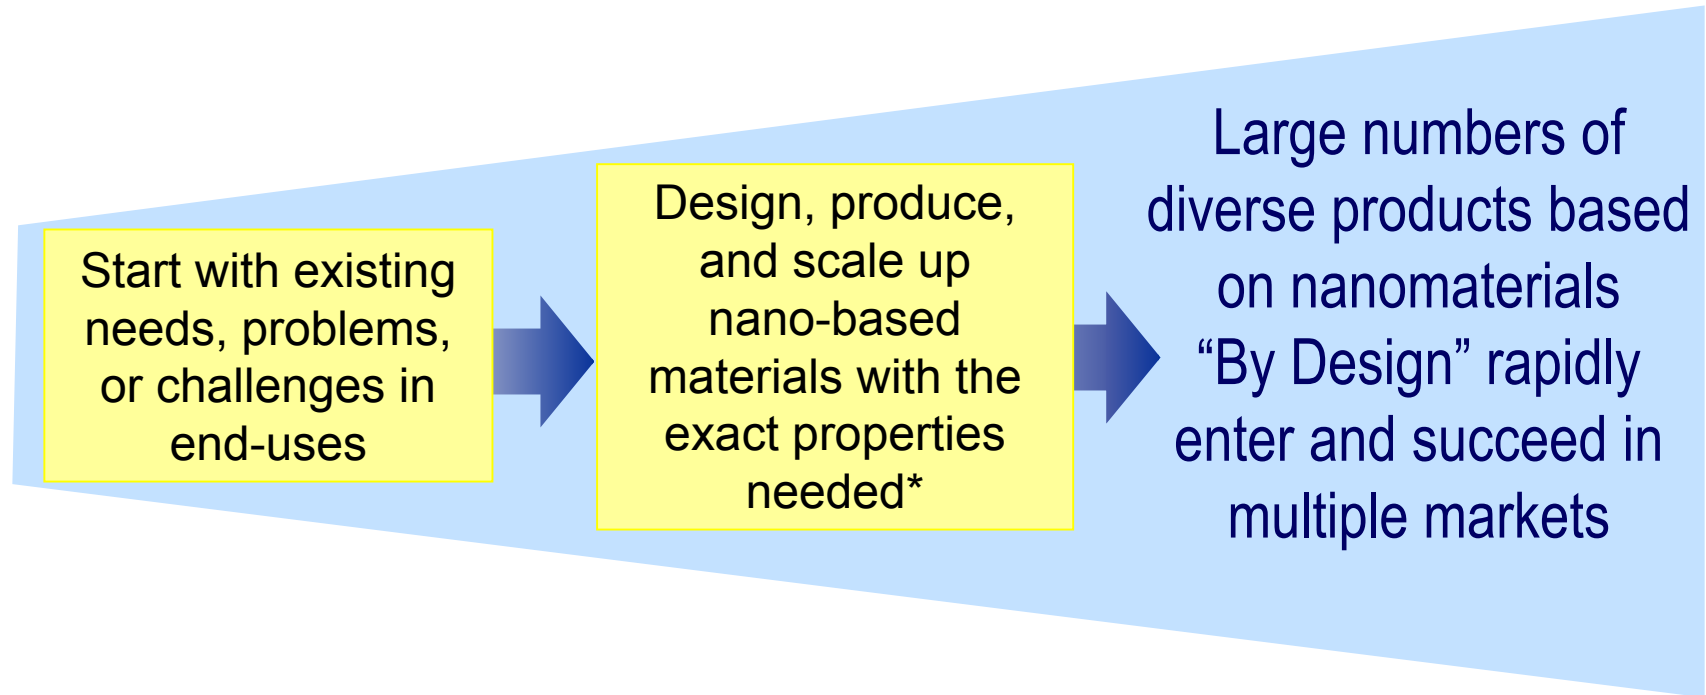 Start with existing
needs, problems,
or challenges in
end-uses
Design, produce,
and scale up
nano-based
materials with the
exact properties
needed*
Large numbers of
diverse products based
on nanomaterials
“By Design” rapidly
enter and succeed in
multiple markets